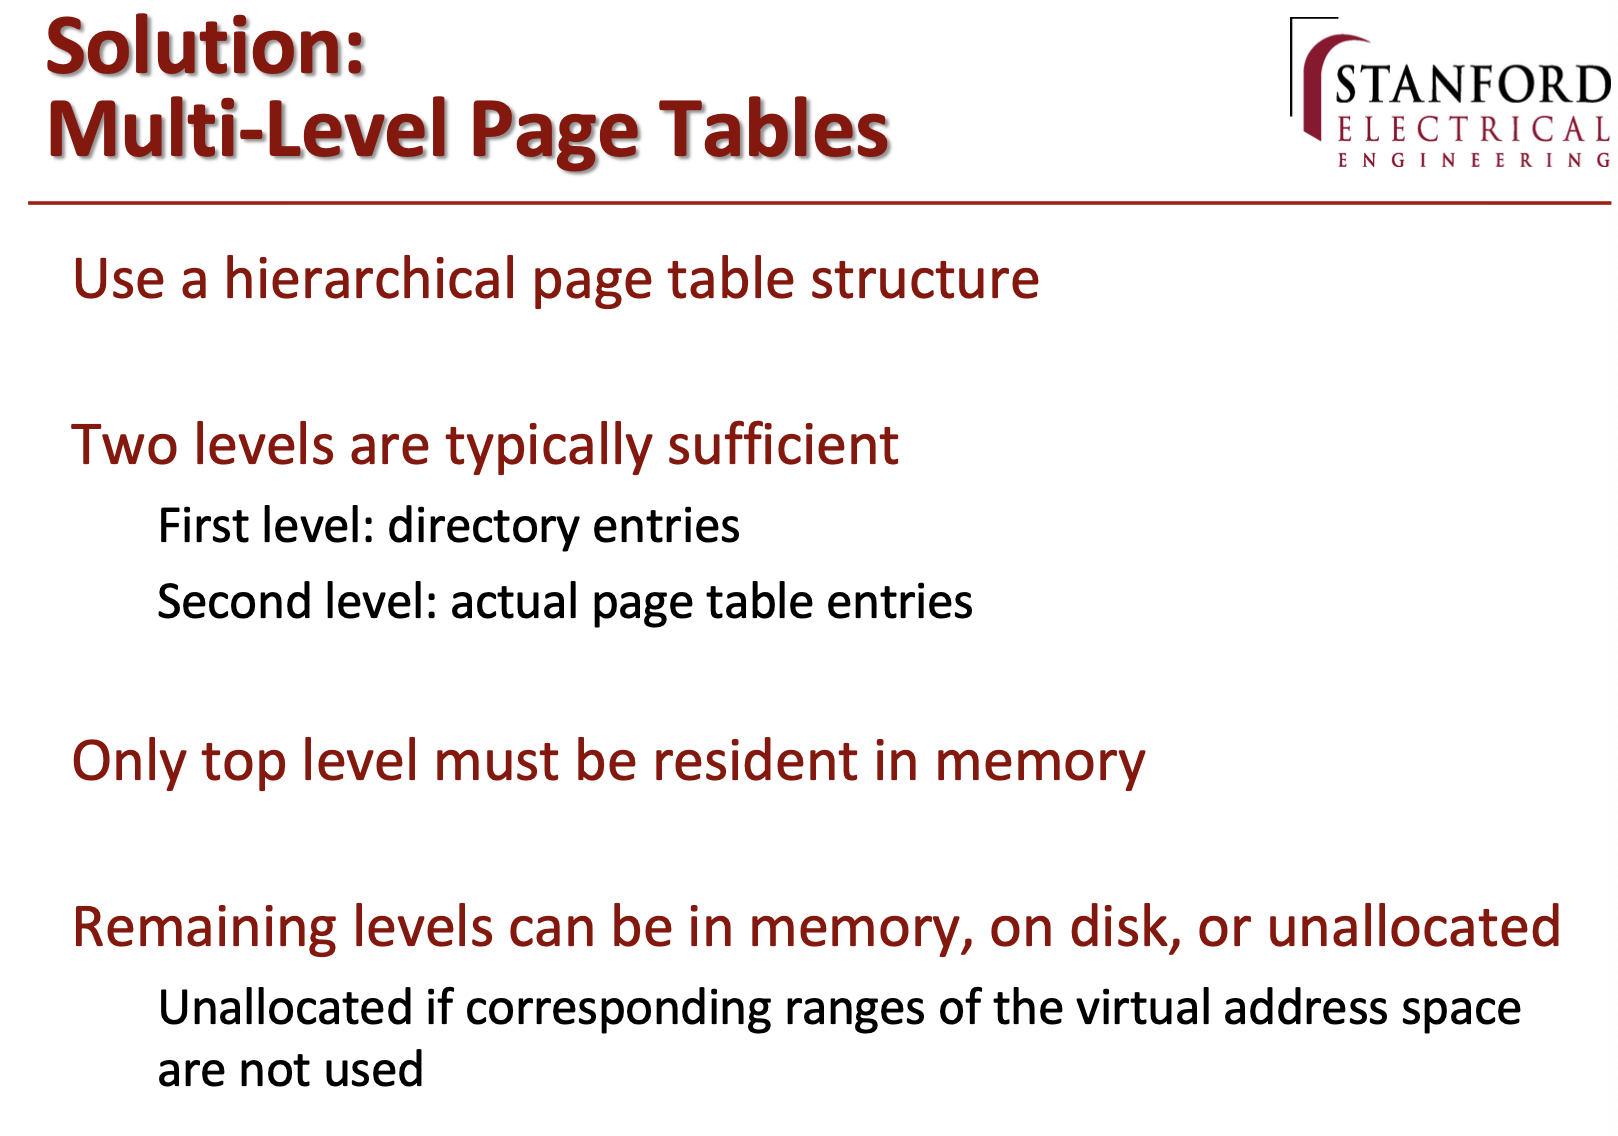 Solution:
Multi-Level Page Tables
STANFORD
ELECTRICAL
ENGINEERING
Use a hierarchical page table structure
Two levels are typically sufficient
First level: directory entries
Second level: actual page table entries
Only top level must be resident in memory
Remaining levels can be in memory, on disk, or unallocated
Unallocated if corresponding ranges of the virtual address space
are not used